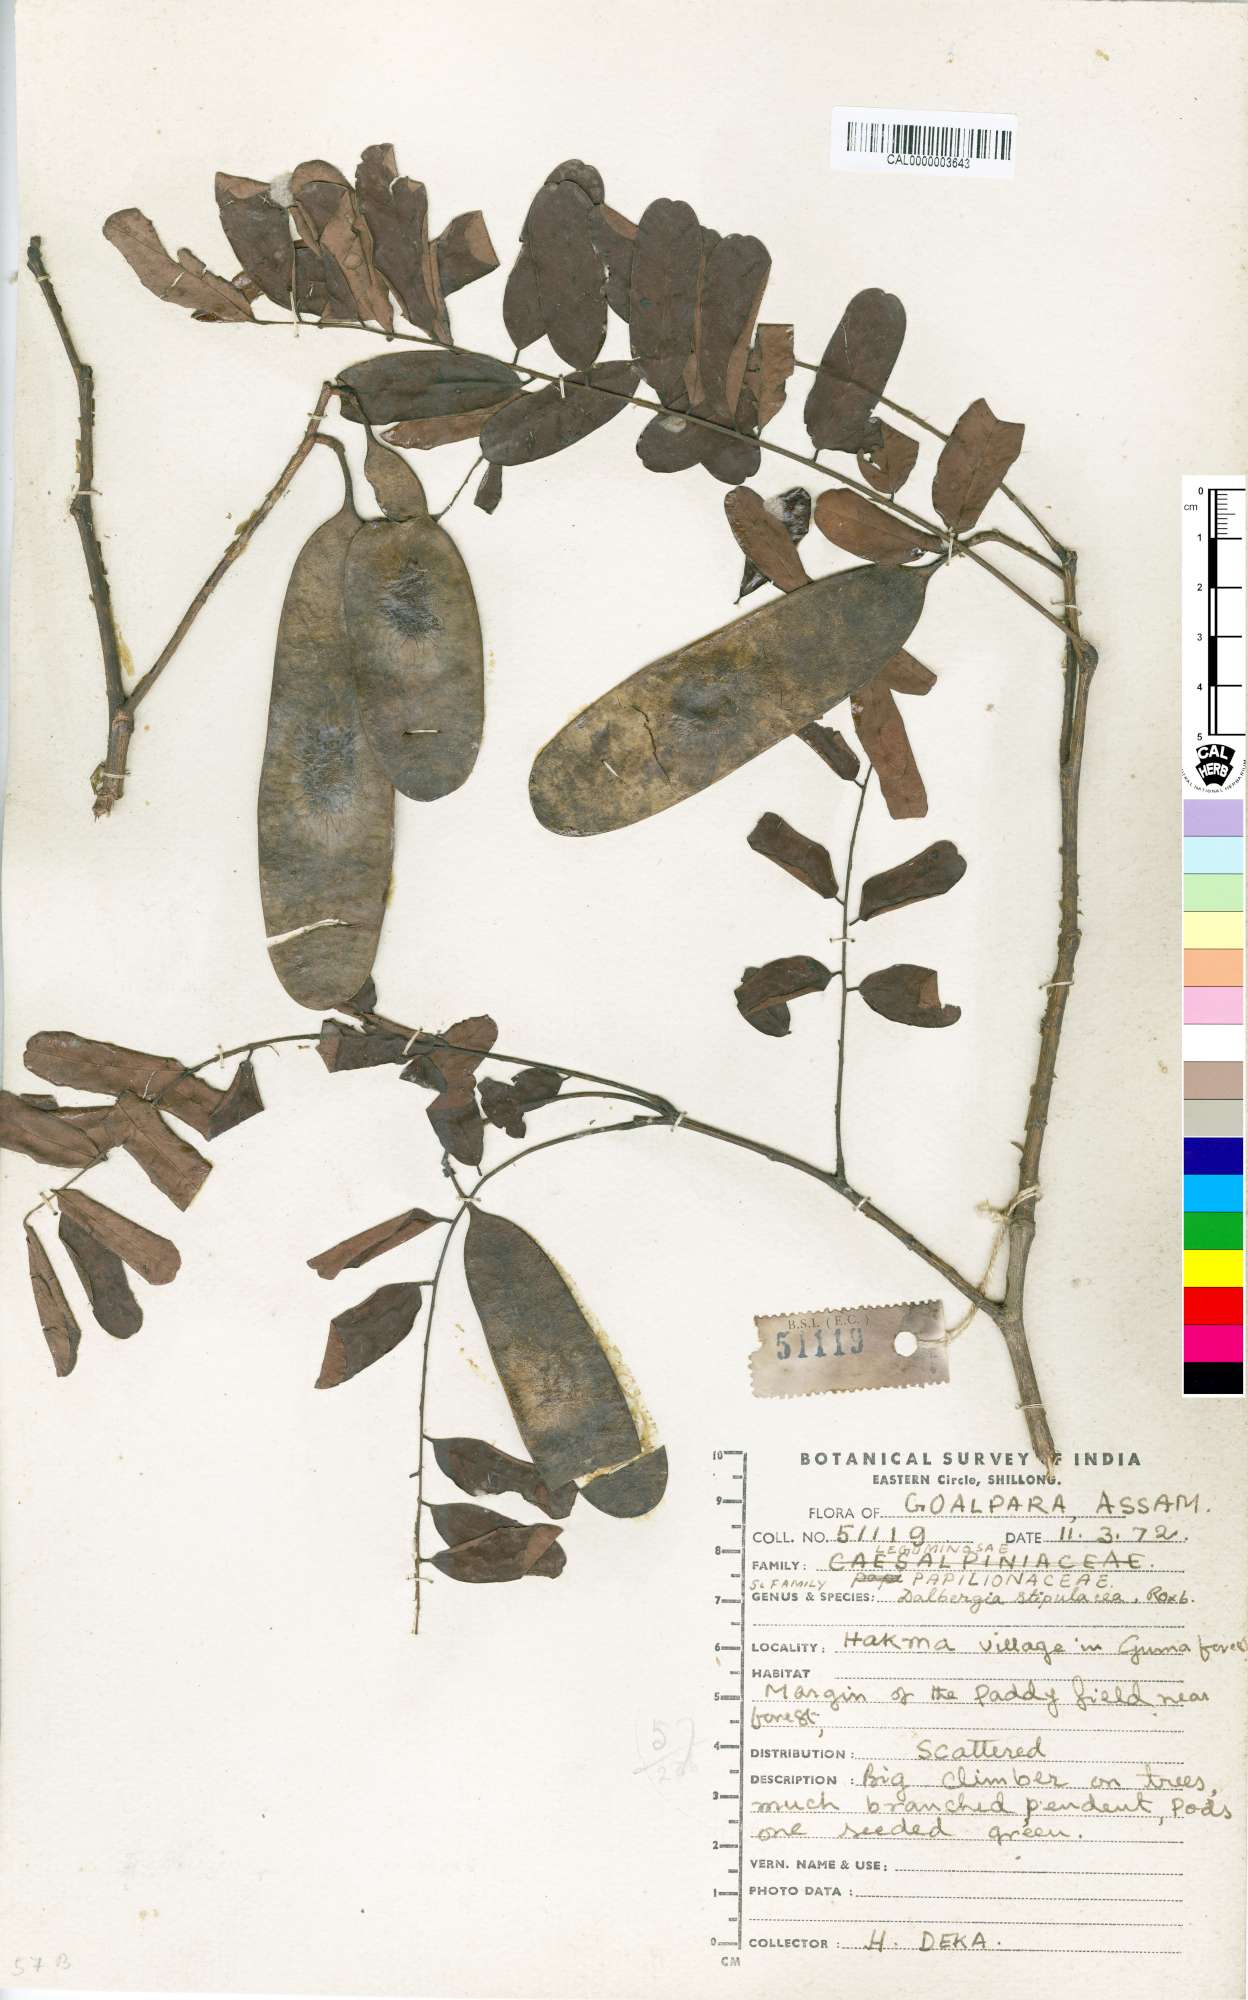 CAL0000003643
0
cm
1
2
3
4
5
CAL
HERB
CENTRAL NATIONAL HERBARIUM
B.S.I. (E.C.)
51119
BOTANICAL SURVEY OF INDIA
EASTERN Circle, SHILLONG.
FLORA OF GOALPARA, ASSAM.
COLL. NO. 51119 DATE 11.3.72.
LEGUMINOSAE
FAMILY: CAESALPINIACEAE.
S. FAMILY Pap PAPILIONACEAE
GENUS & SPECIES: Dalbergia stipulacea, Roxb.
LOCALITY: Hakma village in Guma forest
HABITAT
Margin of the paddy field near
forest,
DISTRIBUTION: Scattered
DESCRIPTION: Big climber on trees,
much branched, pendent, Pods
one seeded green.
VERN. NAME & USE:
PHOTO DATA:
COLLECTOR: H. DEKA.
10
9
8
7
6
5
4
3
2
1
0
CM
57 B